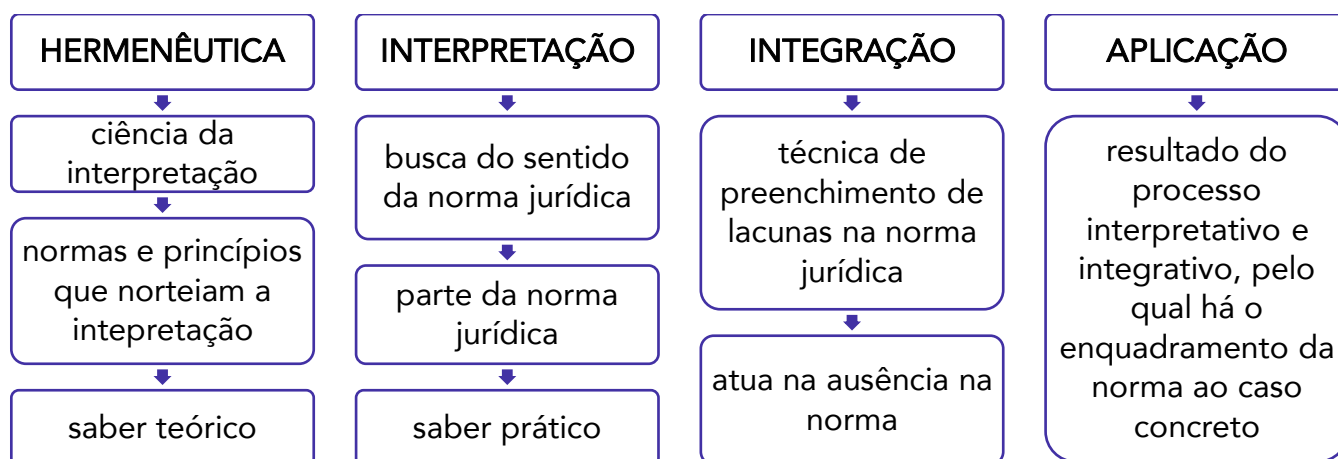 HERMENÊUTICA
ciência da
interpretação
normas e princípios
que norteiam a
intepretação
saber teórico
INTERPRETAÇÃO
busca do sentido
da norma jurídica
parte da norma
jurídica
saber prático
INTEGRAÇÃO
técnica de
preenchimento de
lacunas na norma
jurídica
atua na ausência na
norma
APLICAÇÃO
resultado do
processo
interpretativo e
integrativo, pelo
qual há o
enquadramento da
norma ao caso
concreto